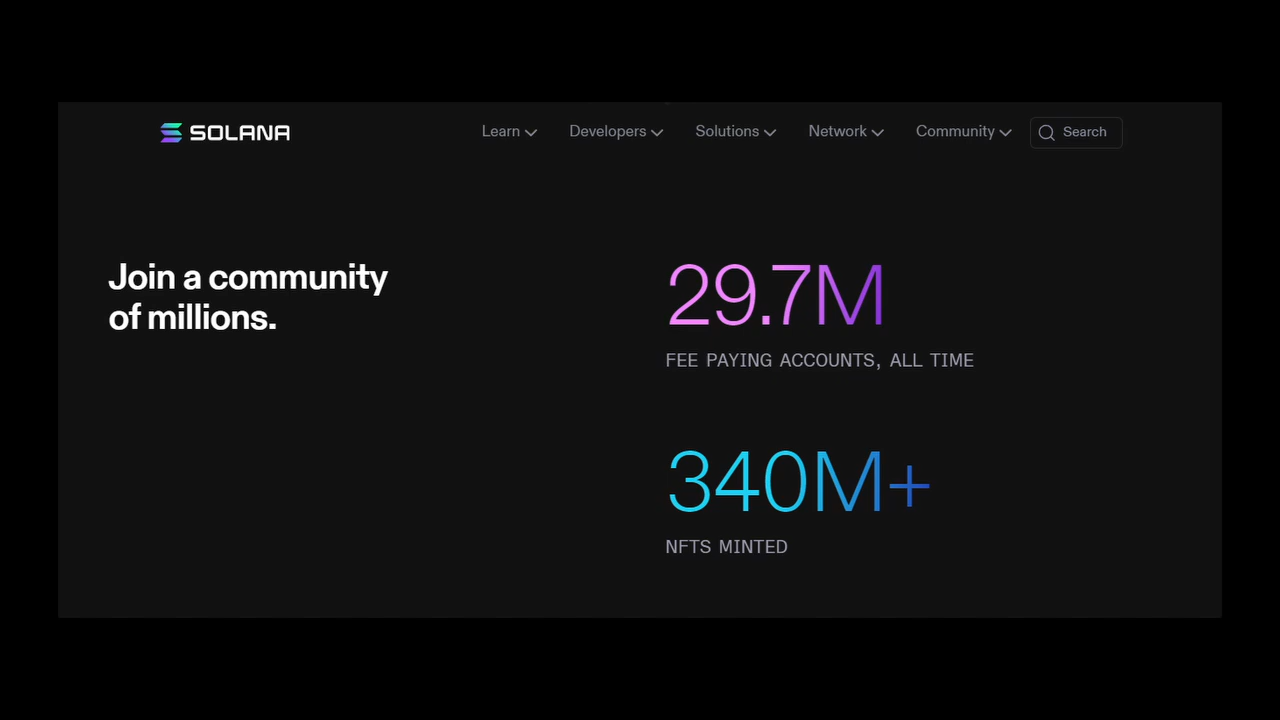 SOLANA
Learn
Developers
Solutions
Network
Community
Search
Join a community
of millions.
29.7M
FEE PAYING ACCOUNTS, ALL TIME
340M+
NFTS MINTED